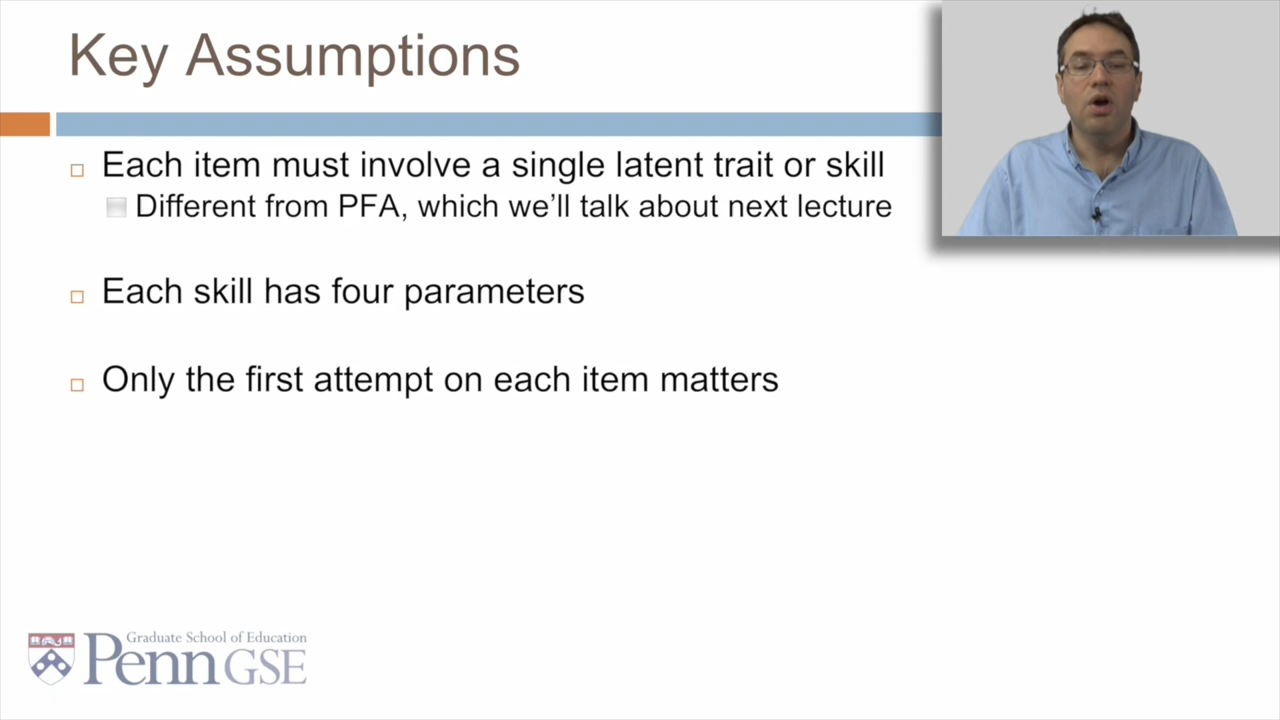 Key Assumptions
Each item must involve a single latent trait or skill
Different from PFA, which we'll talk about next lecture
Each skill has four parameters
Only the first attempt on each item matters
Graduate School of Education
Penn GSE